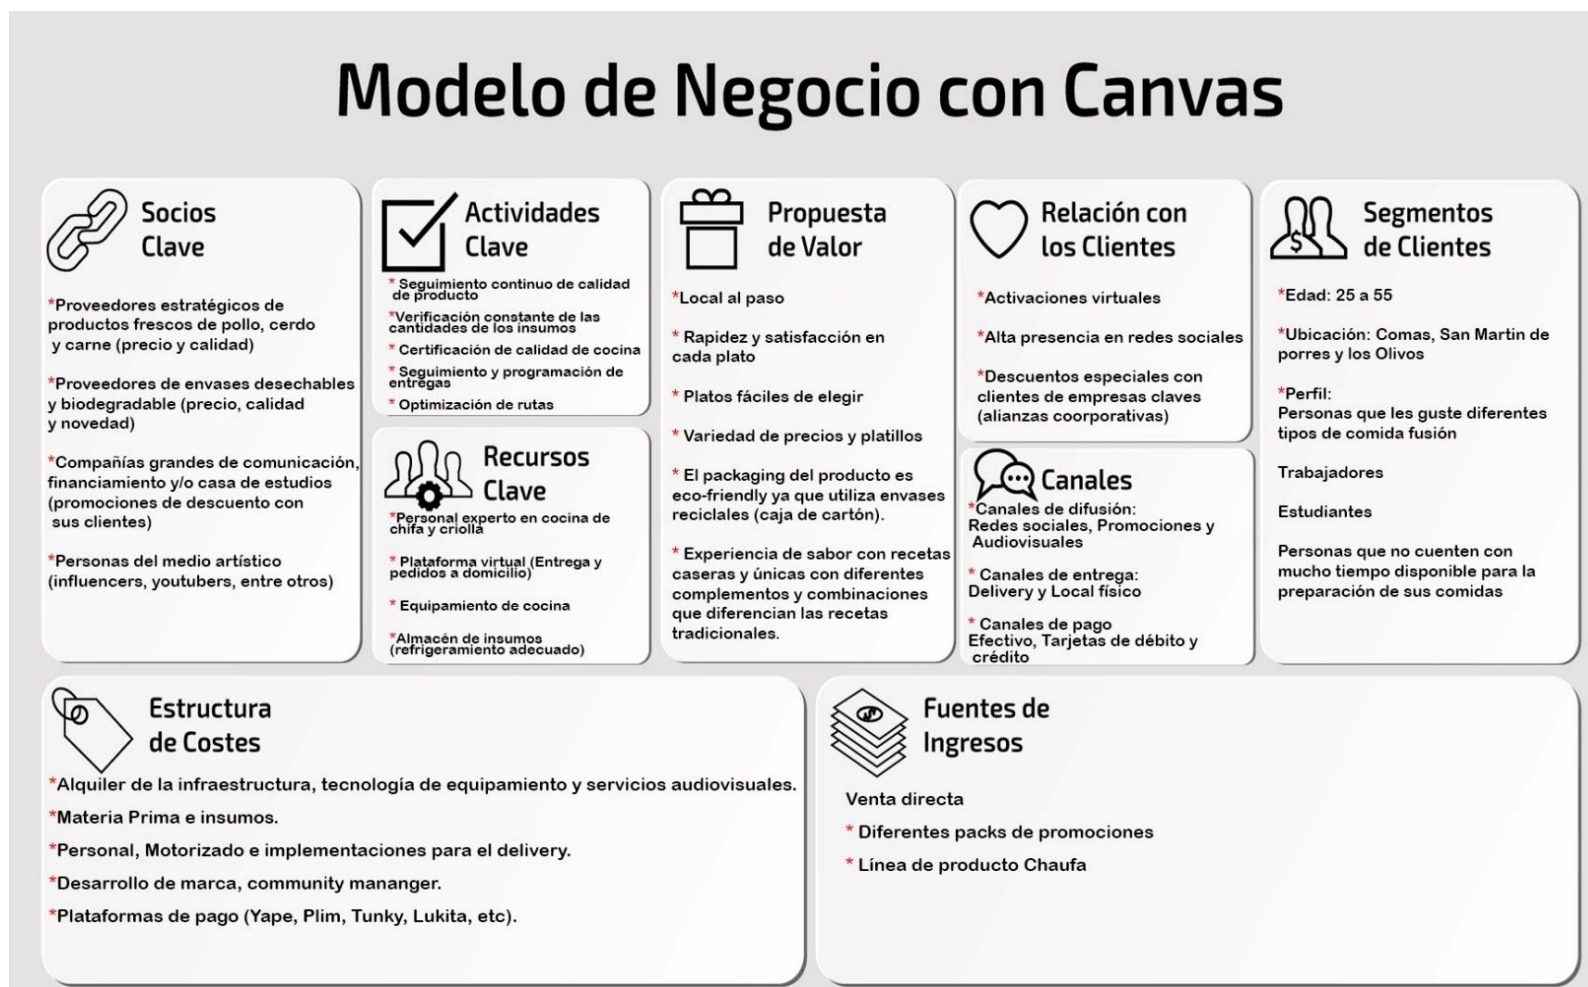 Modelo de Negocio con Canvas
Socios
Clave
*Proveedores estratégicos de
productos frescos de pollo, cerdo
y carne (precio y calidad)
*Proveedores de envases desechables
y biodegradable (precio, calidad
y novedad)
*Compañías grandes de comunicación,
financiamiento y/o casa de estudios
(promociones de descuento con
sus clientes)
*Personas del medio artístico
(influencers, youtubers, entre otros)
Actividades
Clave
* Seguimiento continuo de calidad
de producto
*Verificación constante de las
cantidades de los insumos
* Certificación de calidad de cocina
* Seguimiento y programación de
entregas
* Optimización de rutas
Recursos
Clave
*Personal experto en cocina de
chifa y criolla
* Plataforma virtual (Entrega y
pedidos a domicilio)
* Equipamiento de cocina
*Almacén de insumos
(refrigeramiento adecuado)
Propuesta
de Valor
*Local al paso
* Rapidez y satisfacción en
cada plato
* Platos fáciles de elegir
* Variedad de precios y platillos
* El packaging del producto es
eco-friendly ya que utiliza envases
reciclales (caja de cartón).
* Experiencia de sabor con recetas
caseras y únicas con diferentes
complementos y combinaciones
que diferencian las recetas
tradicionales.
Relación con
los Clientes
*Activaciones virtuales
*Alta presencia en redes sociales
*Descuentos especiales con
clientes de empresas claves
(alianzas coorporativas)
Canales
*Canales de difusión:
Redes sociales, Promociones y
Audiovisuales
* Canales de entrega:
Delivery y Local físico
* Canales de pago
Efectivo, Tarjetas de débito y
crédito
Segmentos
de Clientes
*Edad: 25 a 55
*Ubicación: Comas, San Martin de
porres y los Olivos
*Perfil:
Personas que les guste diferentes
tipos de comida fusión
Trabajadores
Estudiantes
Personas que no cuenten con
mucho tiempo disponible para la
preparación de sus comidas
Estructura
de Costes
*Alquiler de la infraestructura, tecnología de equipamiento y servicios audiovisuales.
*Materia Prima e insumos.
*Personal, Motorizado e implementaciones para el delivery.
*Desarrollo de marca, community mananger.
*Plataformas de pago (Yape, Plim, Tunky, Lukita, etc).
Fuentes de
Ingresos
Venta directa
* Diferentes packs de promociones
* Línea de producto Chaufa